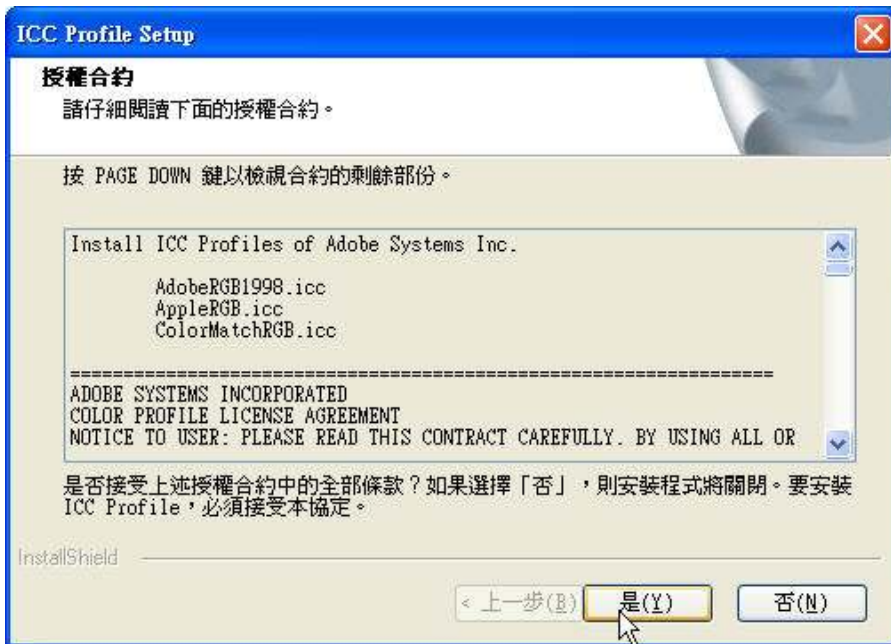 ICC Profile Setup
授權合約
請仔細閱讀下面的授權合約。
按 PAGE DOWN 鍵以檢視合約的剩餘部份。
Install ICC Profiles of Adobe Systems Inc.
AdobeRGB1998.icc
AppleRGB.icc
ColorMatchRGB.icc
==================================================================
ADOBE SYSTEMS INCORPORATED
COLOR PROFILE LICENSE AGREEMENT
NOTICE TO USER: PLEASE READ THIS CONTRACT CAREFULLY. BY USING ALL OR
是否接受上述授權合約中的全部條款？如果選擇「否」，則安裝程式將關閉。要安裝
ICC Profile，必須接受本協定。
InstallShield
< 上一步(B) 是(Y) 否(N)